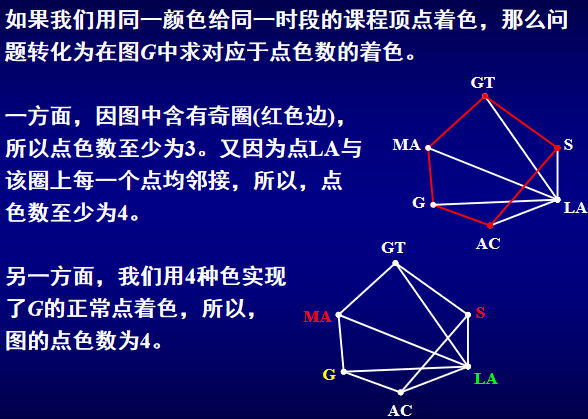 如果我们用同一颜色给同一时段的课程顶点着色，那么问
题转化为在图G中求对应于点色数的着色。
一方面，因图中含有奇圈(红色边)，
所以点色数至少为3。又因为点LA与
该圈上每一个点均邻接，所以，点
色数至少为4。
GT
MA
S
G
LA
AC
另一方面，我们用4种色实现
了G的正常点着色，所以，
图的点色数为4。
GT
MA
S
G
LA
AC